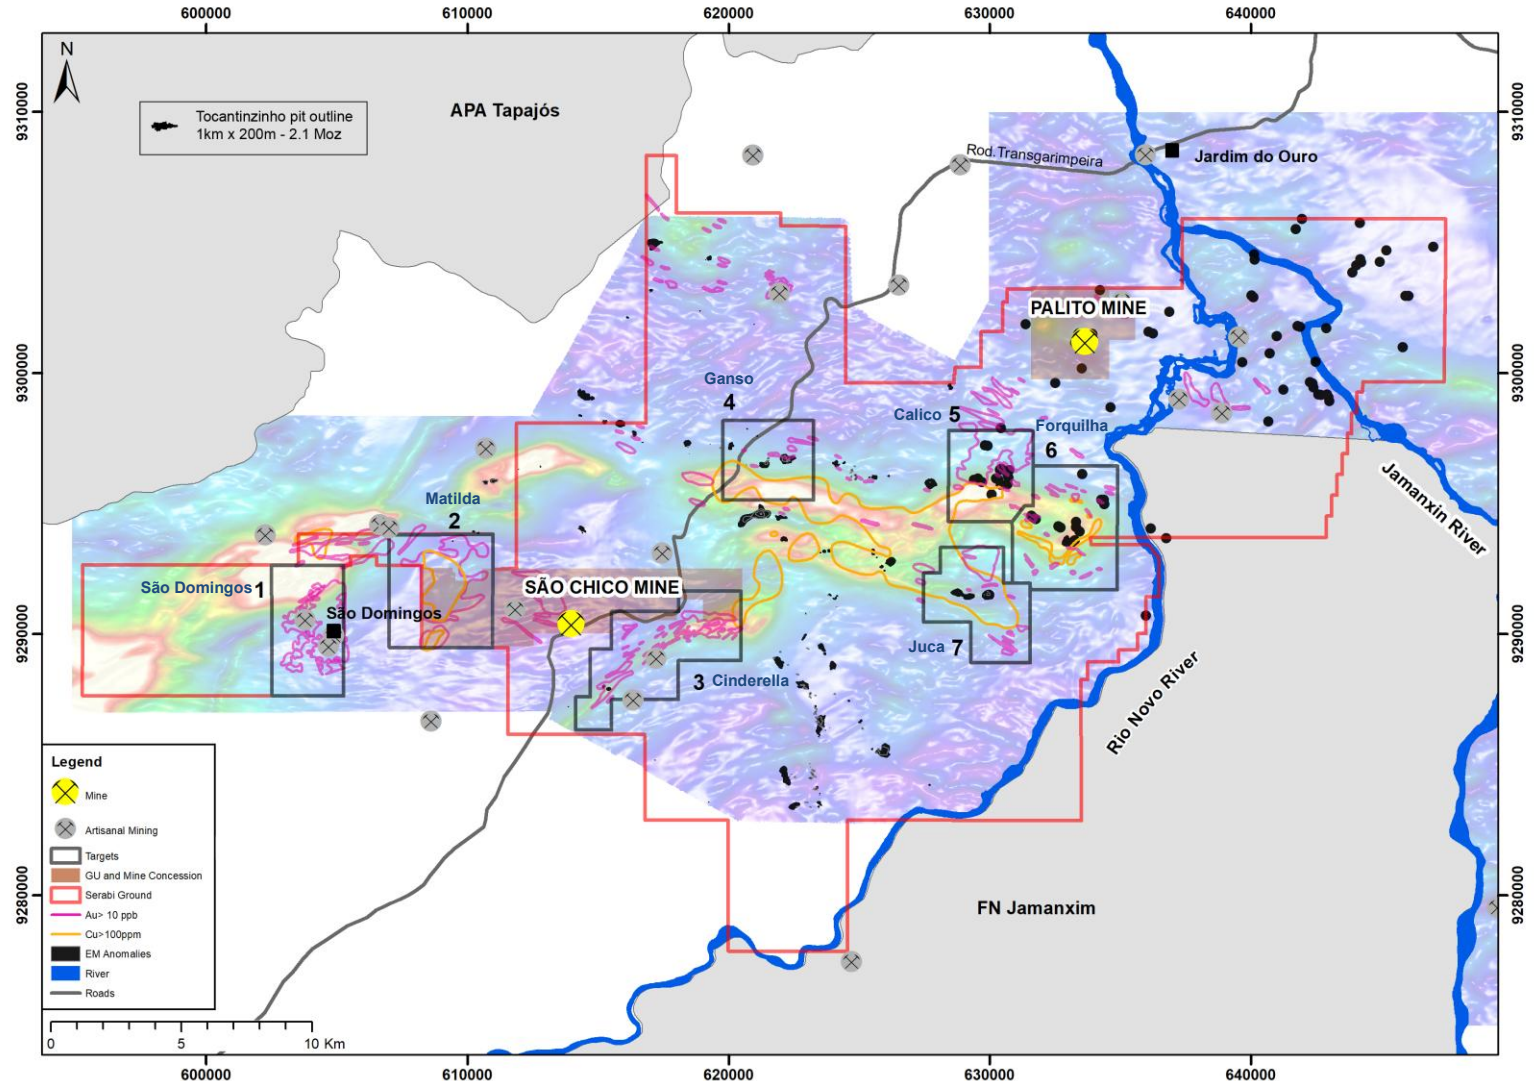 600000
610000
620000
630000
640000
N
Tocantinzinho pit outline
1km x 200m - 2.1 Moz
APA Tapajós
9310000
9310000
Rod.Transgarimpeira
Jardim do Ouro
PALITO MINE
9300000
9300000
Ganso
4
Calico
5
Forquilha
6
Matilda
2
Jamanxin River
São Domingos
1
São Domingos
SÃO CHICO MINE
9290000
9290000
Juca 7
3 Cinderella
Rio Novo River
Legend
Mine
Artisanal Mining
Targets
GU and Mine Concession
Serabi Ground
Au> 10 ppb
Cu>100ppm
EM Anomalies
River
Roads
9280000
9280000
FN Jamanxim
0
5
10 Km
600000
610000
620000
630000
640000